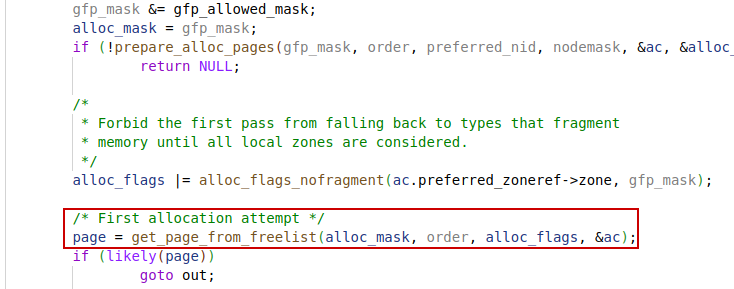 gfp_mask &= gfp_allowed_mask;
alloc_mask = gfp_mask;
if (!prepare_alloc_pages(gfp_mask, order, preferred_nid, nodemask, &ac, &alloc_
return NULL;
/*
* Forbid the first pass from falling back to types that fragment
* memory until all local zones are considered.
*/
alloc_flags |= alloc_flags_nofragment(ac.preferred_zoneref->zone, gfp_mask);
/* First allocation attempt */
page = get_page_from_freelist(alloc_mask, order, alloc_flags, &ac);
if (likely(page))
goto out;